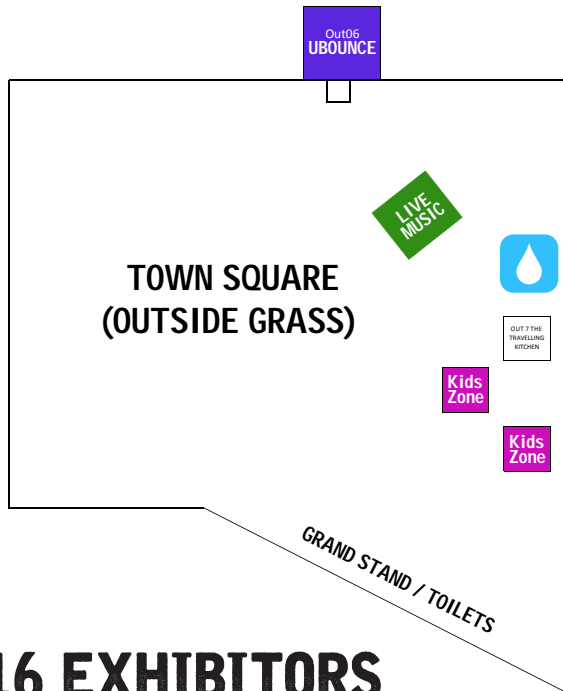 Out06
UBOUNCE
LIVE
MUSIC
TOWN SQUARE
(OUTSIDE GRASS)
OUT 7 THE
TRAVELLING
KITCHEN
Kids
Zone
Kids
Zone
GRAND STAND / TOILETS
16 EXHIBITORS